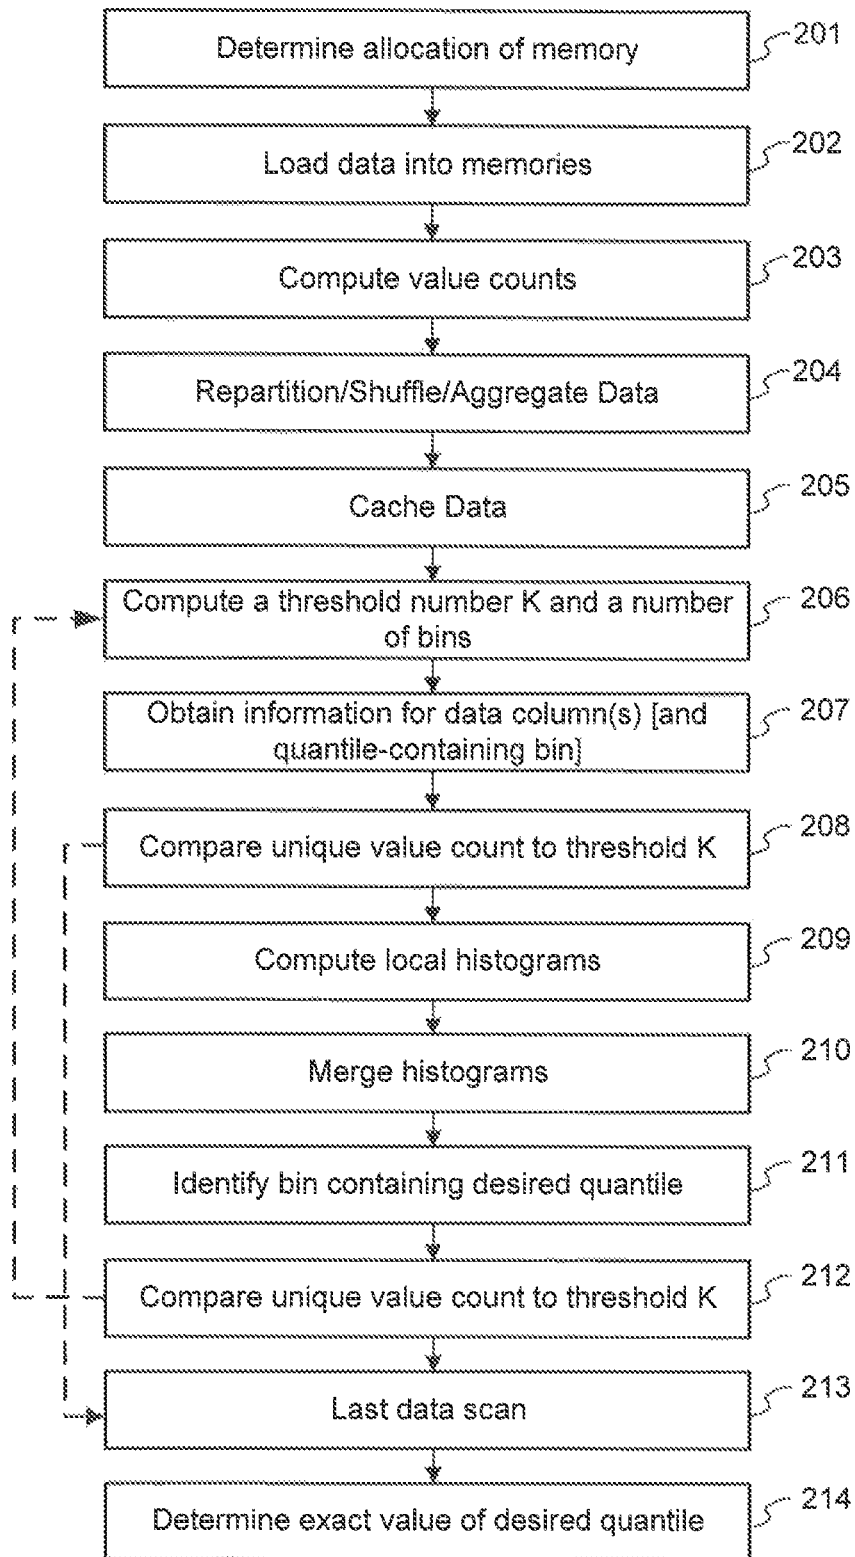 Determine allocation of memory
201
Load data into memories
202
Compute value counts
203
Repartition/Shuffle/Aggregate Data
204
Cache Data
205
Compute a threshold number K and a number
of bins
206
Obtain information for data column(s) [and
quantile-containing bin]
207
Compare unique value count to threshold K
208
Compute local histograms
209
Merge histograms
210
Identify bin containing desired quantile
211
Compare unique value count to threshold K
212
Last data scan
213
Determine exact value of desired quantile
214